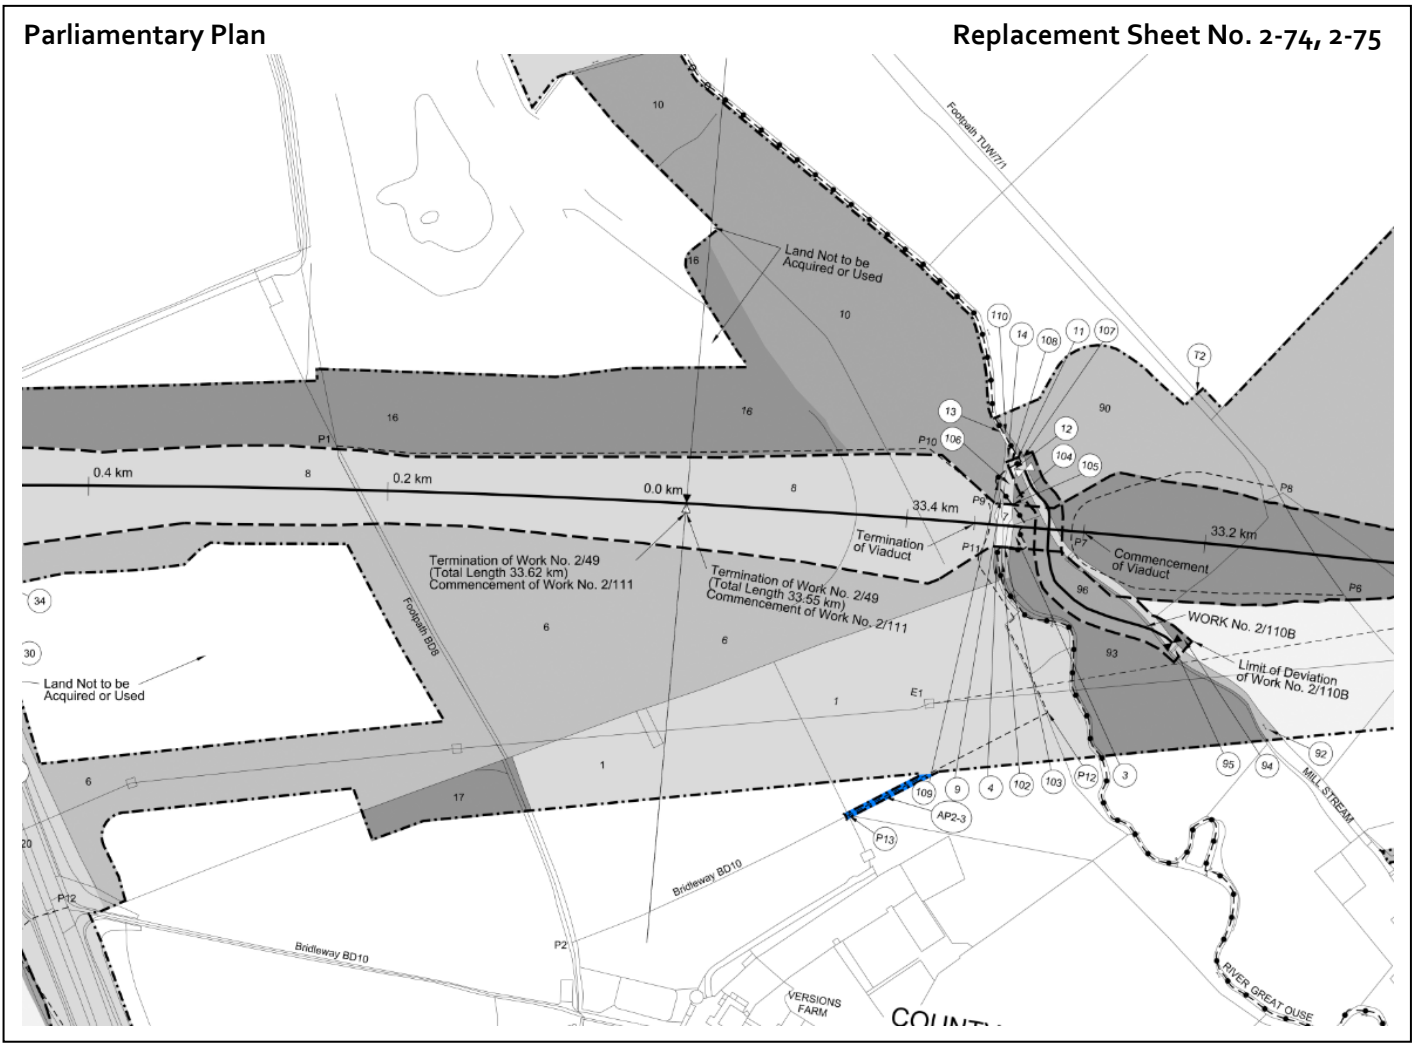 Parliamentary Plan
Replacement Sheet No. 2-74, 2-75
10
Footpath TUW/7/1
16
Land Not to be
Acquired or Used
10
110
14
108
11
107
T2
16
16
13
106
12
104
105
90
P1
P10
P9
P8
0.4 km
8
0.2 km
0.0 km
8
33.4 km
7
33.2 km
P11
P7
P6
Termination
of Viaduct
Commencement
of Viaduct
Termination of Work No. 2/49
(Total Length 33.62 km)
Commencement of Work No. 2/111
Termination of Work No. 2/49
(Total Length 33.55 km)
Commencement of Work No. 2/111
34
30
Land Not to be
Acquired or Used
Footpath BD8
6
6
96
93
WORK No. 2/110B
Limit of Deviation
of Work No. 2/110B
E1
1
1
6
17
20
109
9
4
102
103
P12
3
95
94
92
MILL STREAM
AP2-3
P13
Bridleway BD10
P12
Bridleway BD10
P2
VERSIONS
FARM
RIVER GREAT OUSE
COUNTY